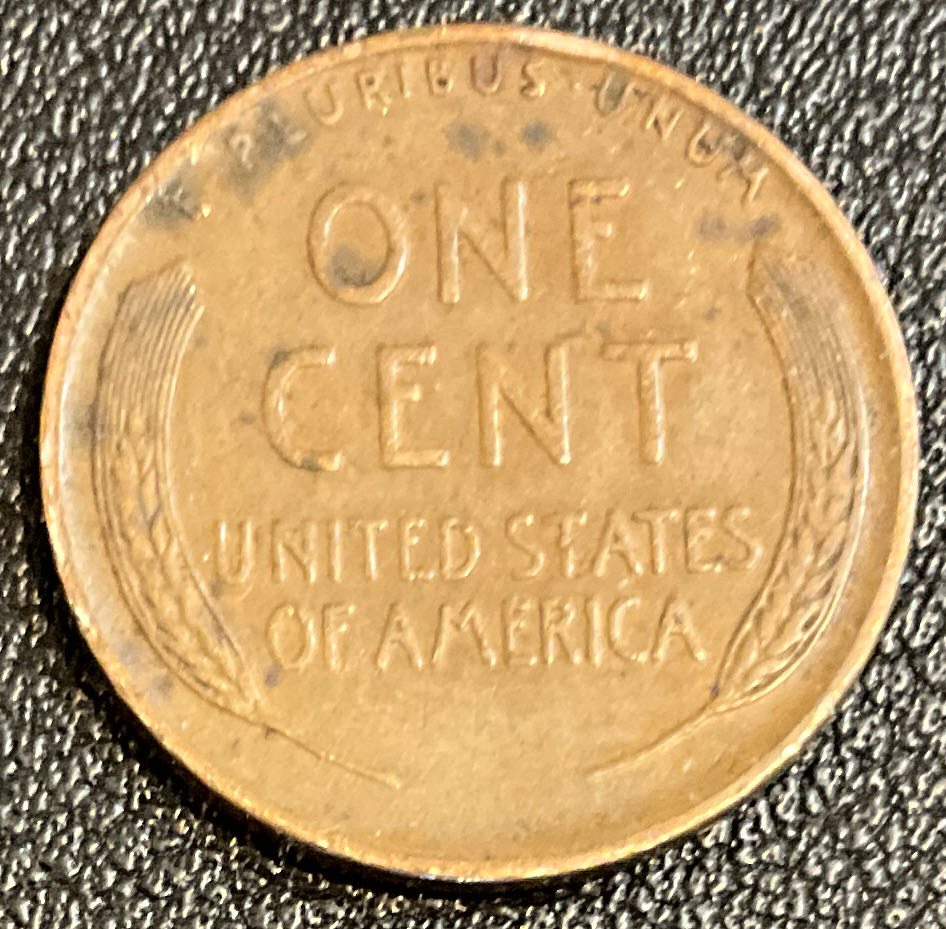 E PLURIBUS·UNUM
ONE
CENT
UNITED STATES
OF AMERICA